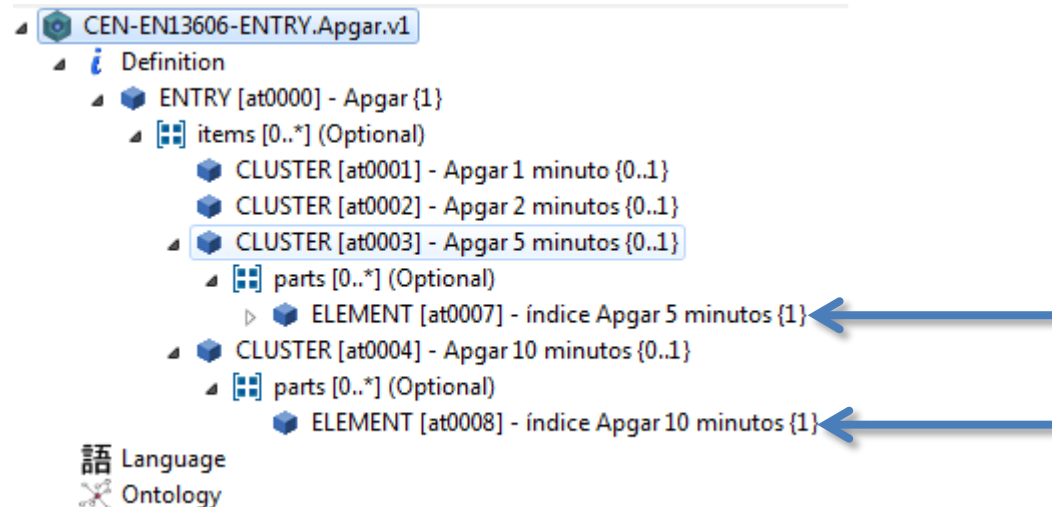 CEN-EN13606-ENTRY.Apgar.v1
Definition
ENTRY [at0000] - Apgar {1}
items [0..*] (Optional)
CLUSTER [at0001] - Apgar 1 minuto {0..1}
CLUSTER [at0002] - Apgar 2 minutos {0..1}
CLUSTER [at0003] - Apgar 5 minutos {0..1}
parts [0..*] (Optional)
ELEMENT [at0007] - índice Apgar 5 minutos {1}
CLUSTER [at0004] - Apgar 10 minutos {0..1}
parts [0..*] (Optional)
ELEMENT [at0008] - índice Apgar 10 minutos {1}
語 Language
Ontology